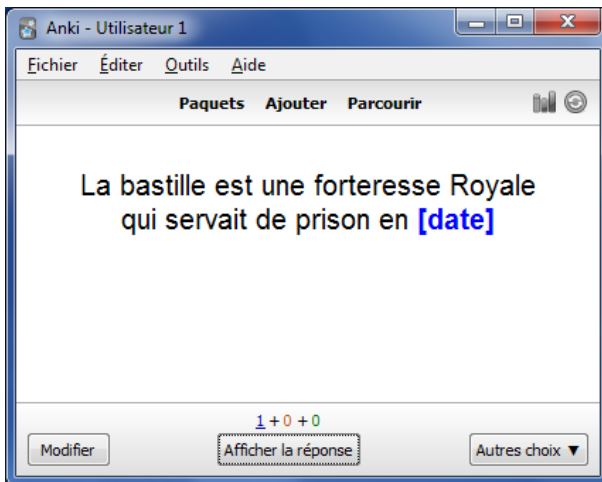 Anki - Utilisateur 1
Fichier Éditer Outils Aide
Paquets Ajouter Parcourir
La bastille est une forteresse Royale
qui servait de prison en [date]
1 + 0 + 0
Modifier Afficher la réponse Autres choix ▼